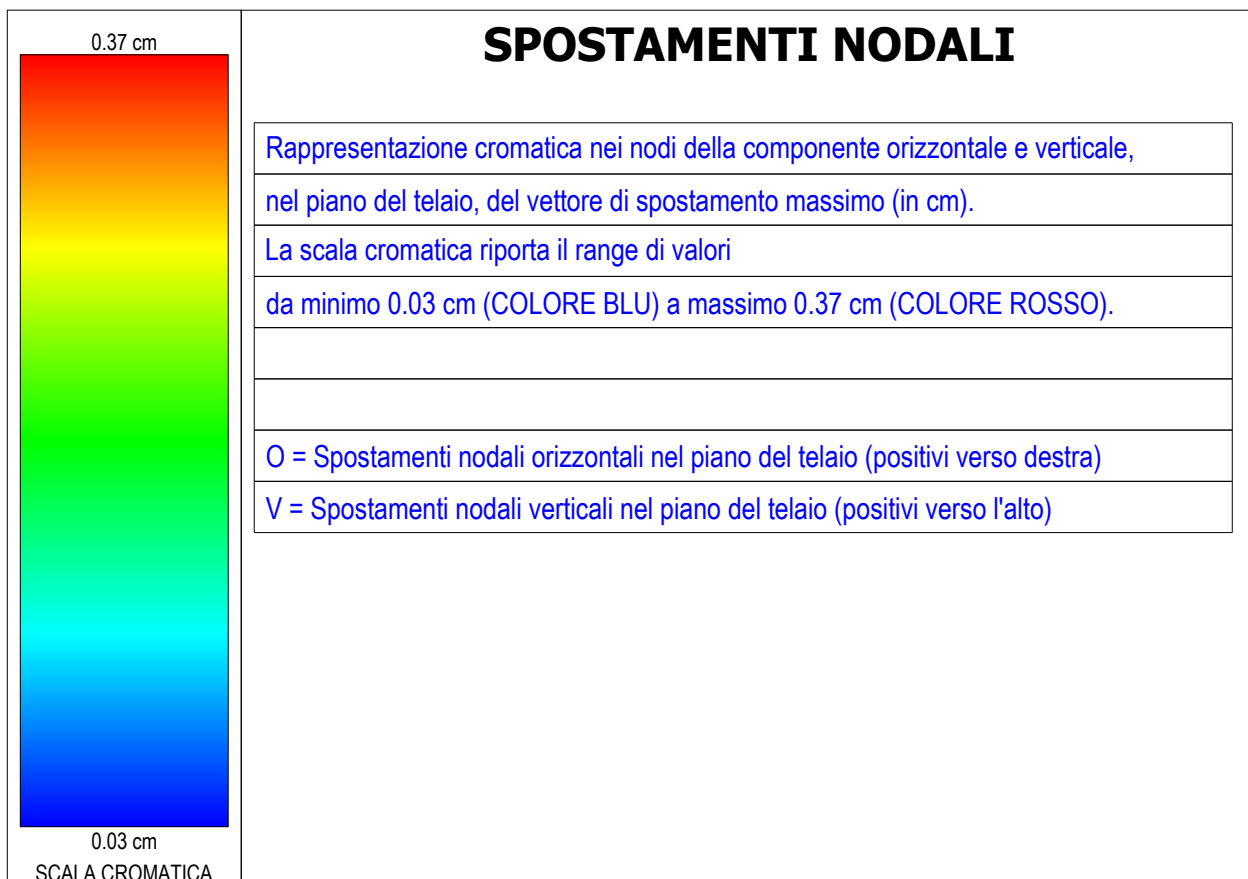 0.37 cm
SPOSTAMENTI NODALI
Rappresentazione cromatica nei nodi della componente orizzontale e verticale,
nel piano del telaio, del vettore di spostamento massimo (in cm).
La scala cromatica riporta il range di valori
da minimo 0.03 cm (COLORE BLU) a massimo 0.37 cm (COLORE ROSSO).
O = Spostamenti nodali orizzontali nel piano del telaio (positivi verso destra)
V = Spostamenti nodali verticali nel piano del telaio (positivi verso l'alto)
0.03 cm
SCALA CROMATICA